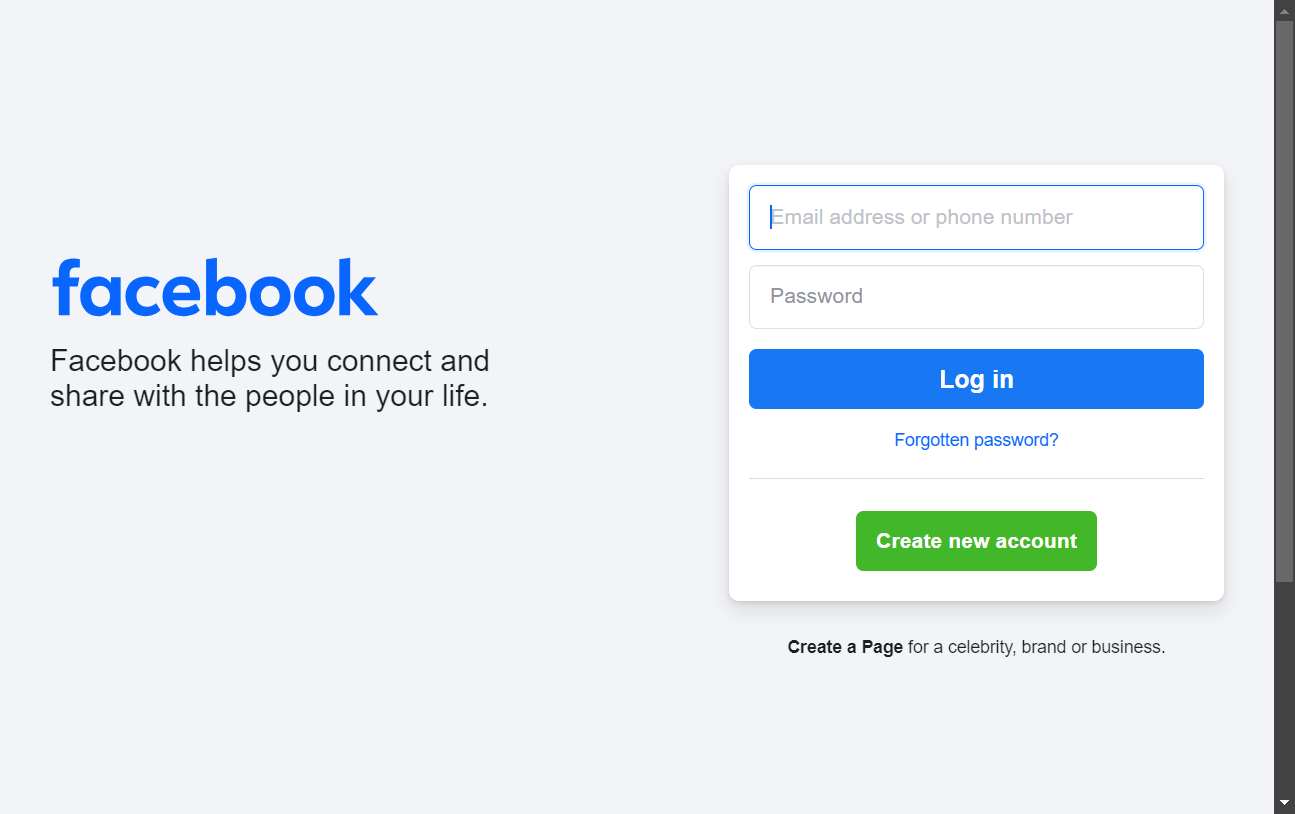 facebook
Facebook helps you connect and
share with the people in your life.
Email address or phone number
Password
Log in
Forgotten password?
Create new account
Create a Page for a celebrity, brand or business.